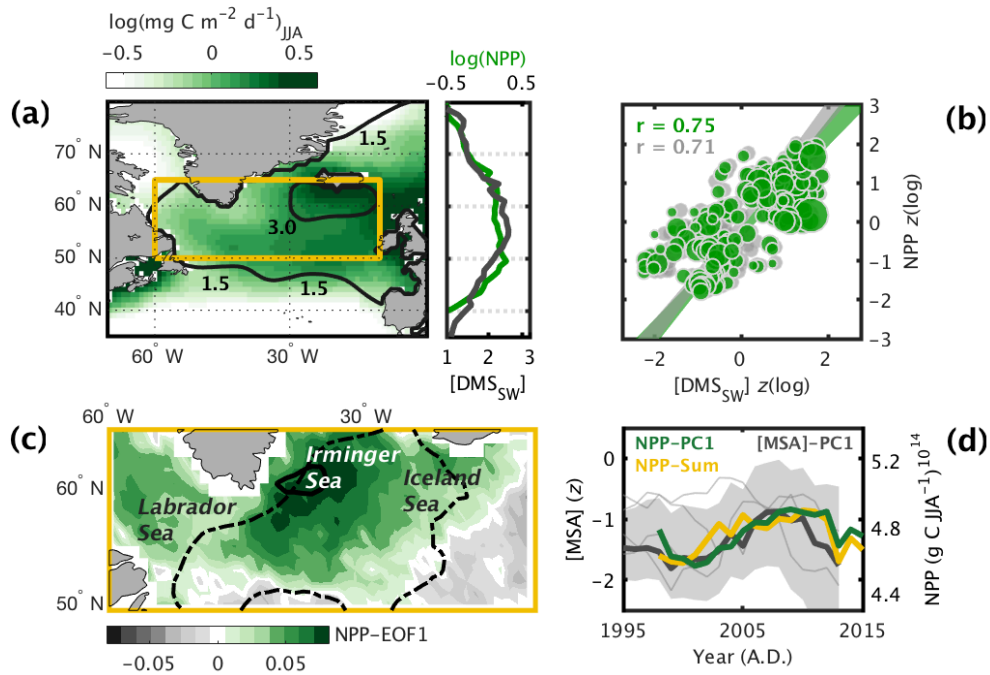 log(mg C m⁻² d⁻¹)JJA
−0.5 0 0.5
(a)
70° N
60° N
50° N
40° N
60° W 30° W
1.5
3.0
1.5 1.5
log(NPP)
−0.5 0.5
1 2 3
[DMSSW]
(b)
r = 0.75
r = 0.71
3
2
1
0
-1
-2
-3
NPP z(log)
-2 0 2
[DMSSW] z(log)
(c)
60° W 30° W
60° N
50° N
Labrador
Sea
Irminger
Sea
Iceland
Sea
NPP-EOF1
−0.05 0 0.05
(d)
NPP-PC1 [MSA]-PC1
NPP-Sum
0
-1
-2
[MSA] (z)
5.2
4.8
4.4
NPP (g C JJA⁻¹)10¹⁴
1995 2005 2015
Year (A.D.)